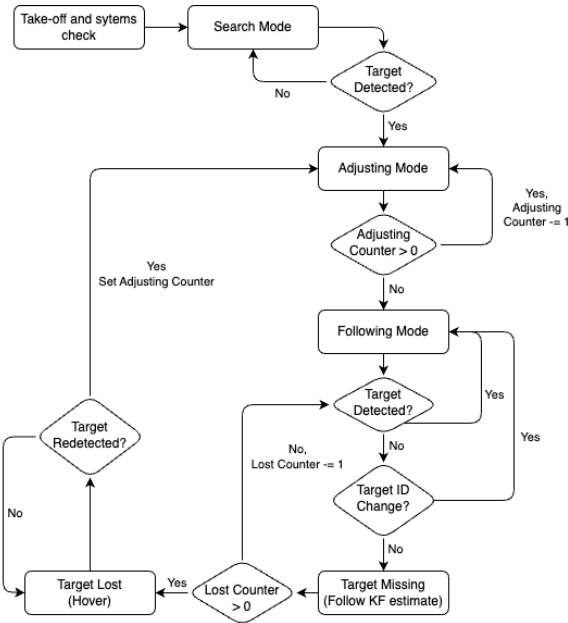 Take-off and sytems
check
Search Mode
Target
Detected?
No
Yes
Adjusting Mode
Yes,
Adjusting
Counter -= 1
Adjusting
Counter > 0
Yes
Set Adjusting Counter
No
Following Mode
Target
Detected?
Yes
Yes
Target
Redetected?
No,
Lost Counter -= 1
No
Target ID
Change?
No
No
Target Lost
(Hover)
Yes
Lost Counter
> 0
Target Missing
(Follow KF estimate)